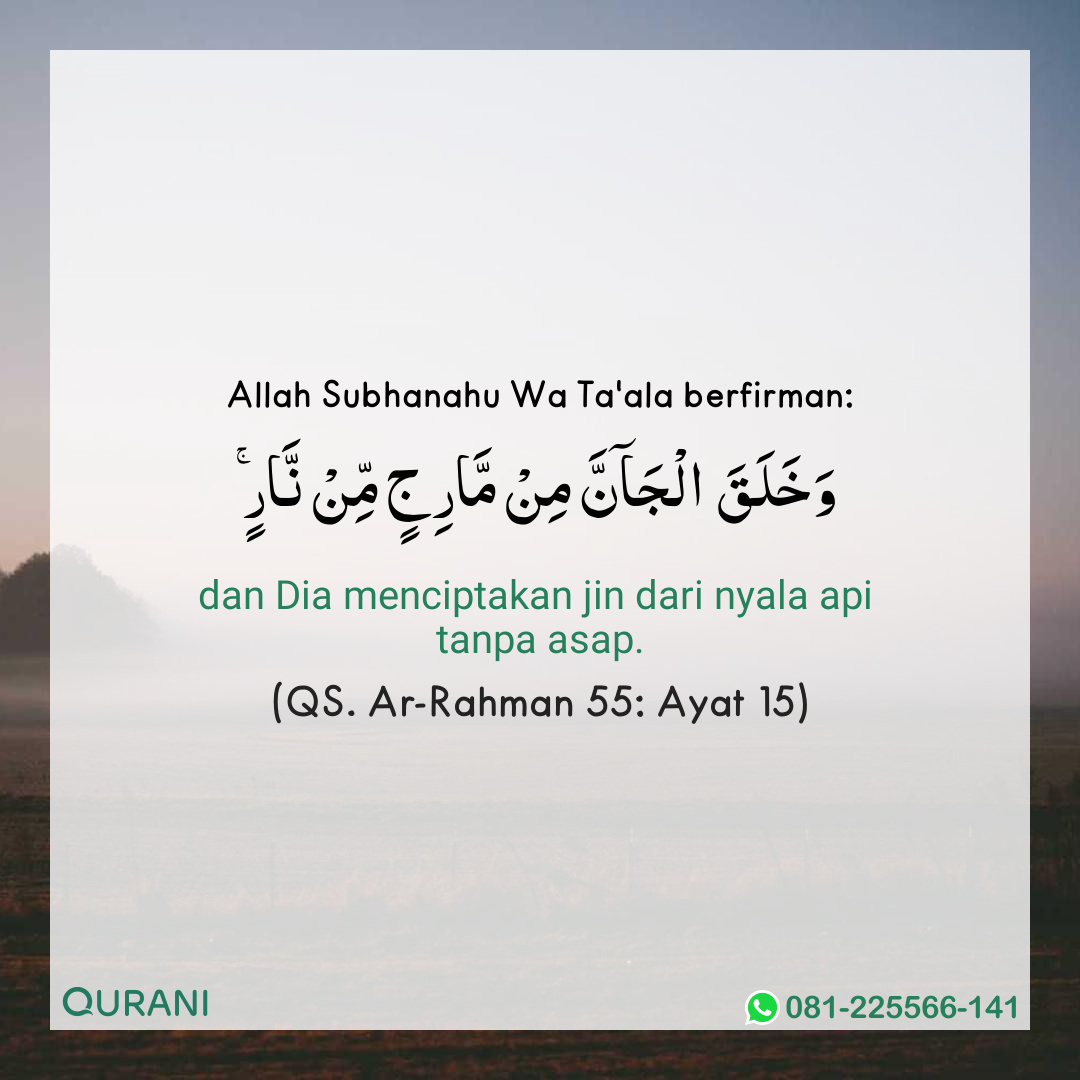 Allah Subhanahu Wa Ta'ala berfirman:
وَخَلَقَ الْجَآنَّ مِنْ مَّارِجٍ مِّنْ نَّارٍۚ
dan Dia menciptakan jin dari nyala api
tanpa asap.
(QS. Ar-Rahman 55: Ayat 15)
QURANI
081-225566-141